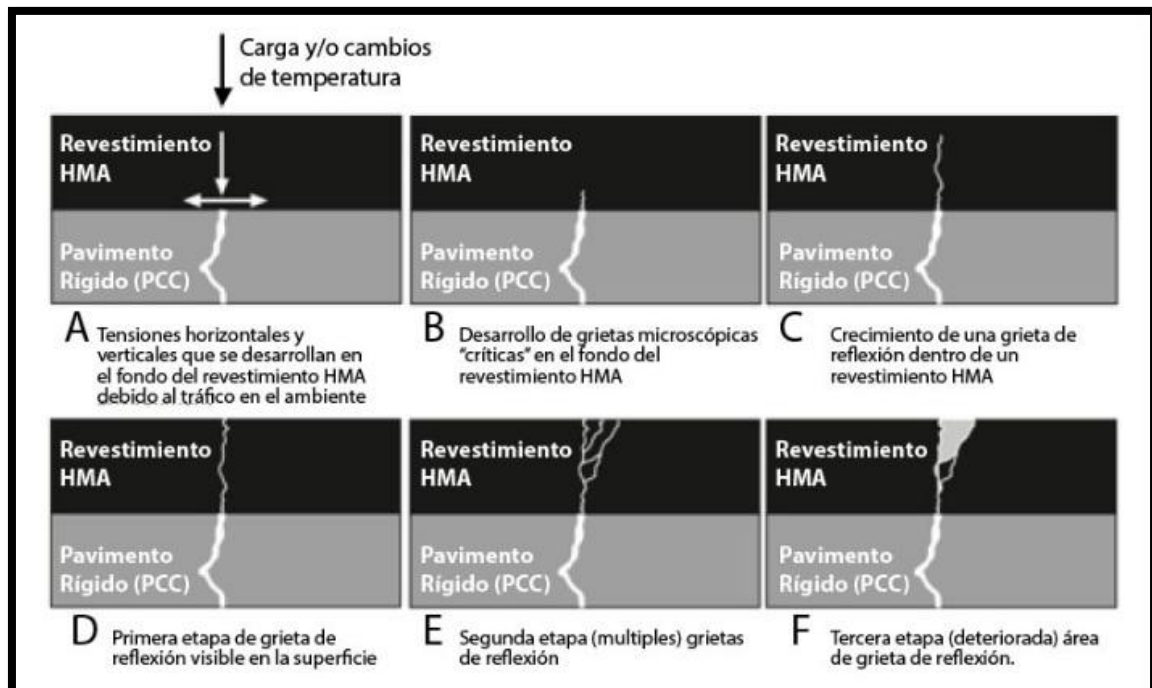 Carga y/o cambios
de temperatura
Revestimiento
HMA
Pavimento
Rígido (PCC)
A Tensiones horizontales y
verticales que se desarrollan en
el fondo del revestimiento HMA
debido al tráfico en el ambiente
Revestimiento
HMA
Pavimento
Rígido (PCC)
B Desarrollo de grietas microscópicas
"críticas" en el fondo del
revestimiento HMA
Revestimiento
HMA
Pavimento
Rígido (PCC)
C Crecimiento de una grieta de
reflexión dentro de un
revestimiento HMA
Revestimiento
HMA
Pavimento
Rígido (PCC)
D Primera etapa de grieta de
reflexión visible en la superficie
Revestimiento
HMA
Pavimento
Rígido (PCC)
E Segunda etapa (multiples) grietas
de reflexión
Revestimiento
HMA
Pavimento
Rígido (PCC)
F Tercera etapa (deteriorada) área
de grieta de reflexión.